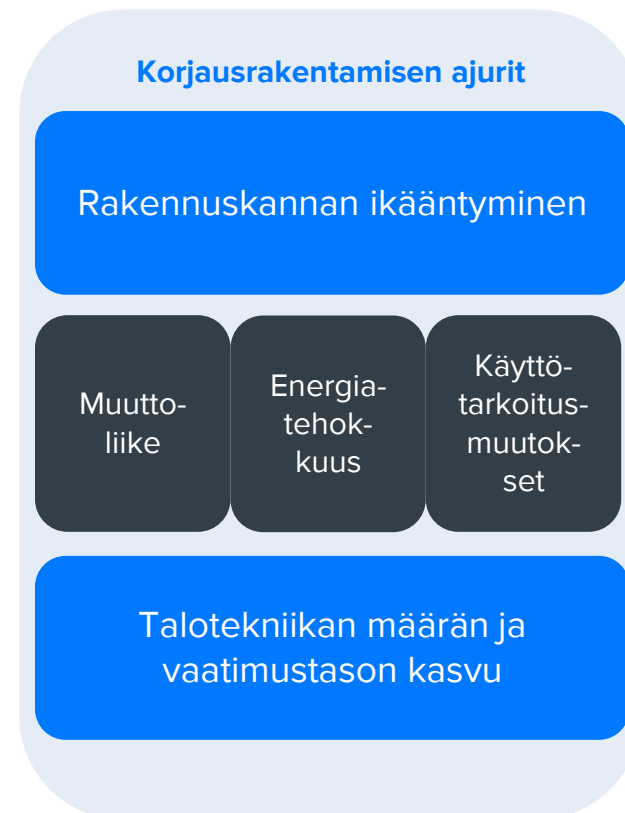 Korjausrakentamisen ajurit
Rakennuskannan ikääntyminen
Muutto-
liike
Energia-
tehok-
kuus
Käyttö-
tarkoitus-
muutok-
set
Talotekniikan määrän ja
vaatimustason kasvu